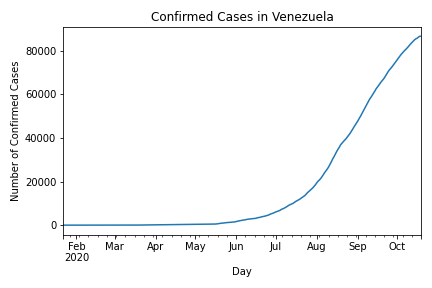 Confirmed Cases in Venezuela
Number of Confirmed Cases
80000
60000
40000
20000
0
Feb Mar Apr May Jun Jul Aug Sep Oct
2020
Day